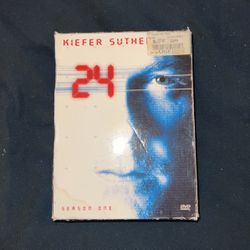 KIEFER SUTHE
24
SEASON ONE
DVD